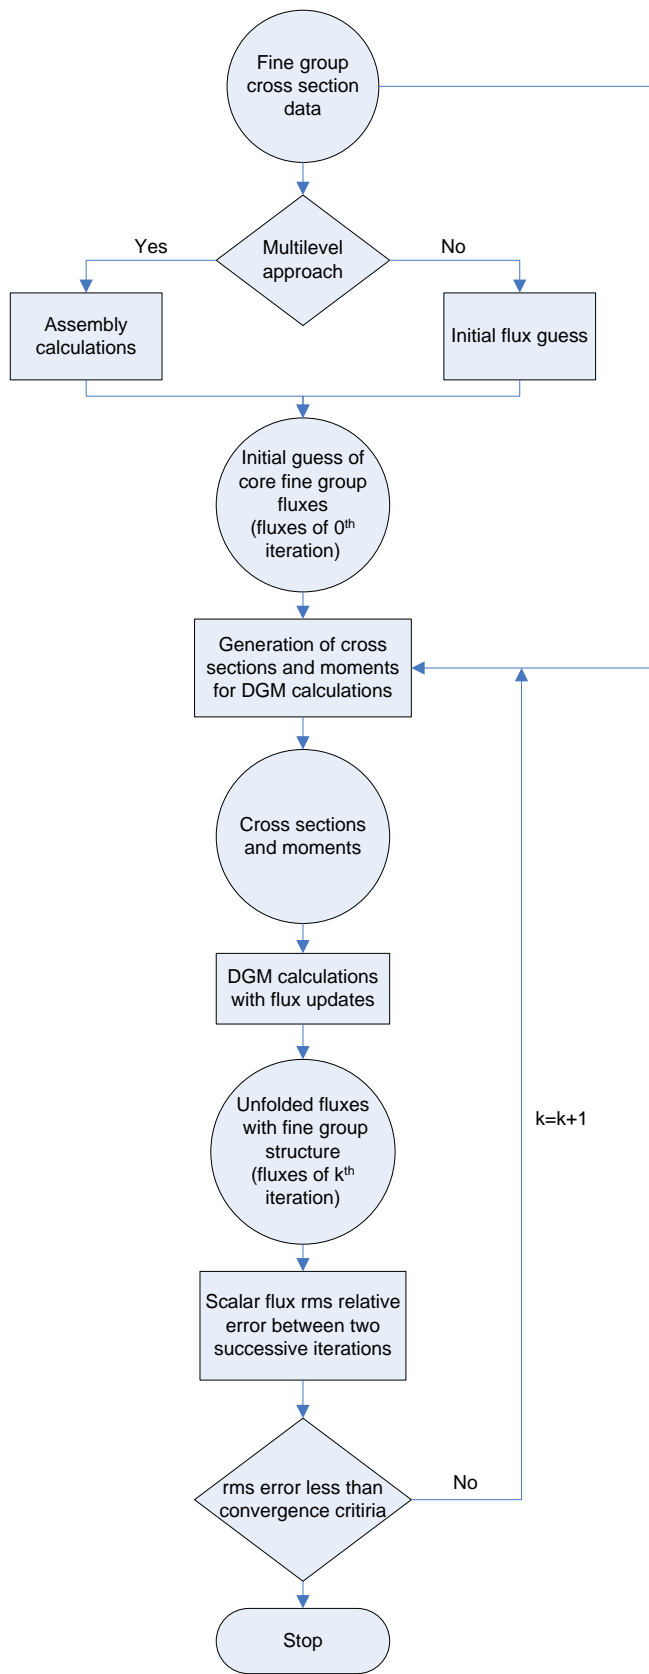 Fine group
cross section
data
Multilevel
approach
Yes
No
Assembly
calculations
Initial flux guess
Initial guess of
core fine group
fluxes
(fluxes of 0th
iteration)
Generation of cross
sections and moments
for DGM calculations
Cross sections
and moments
DGM calculations
with flux updates
Unfolded fluxes
with fine group
structure
(fluxes of kth
iteration)
k=k+1
Scalar flux rms relative
error between two
successive iterations
rms error less than
convergence critiria
No
Stop